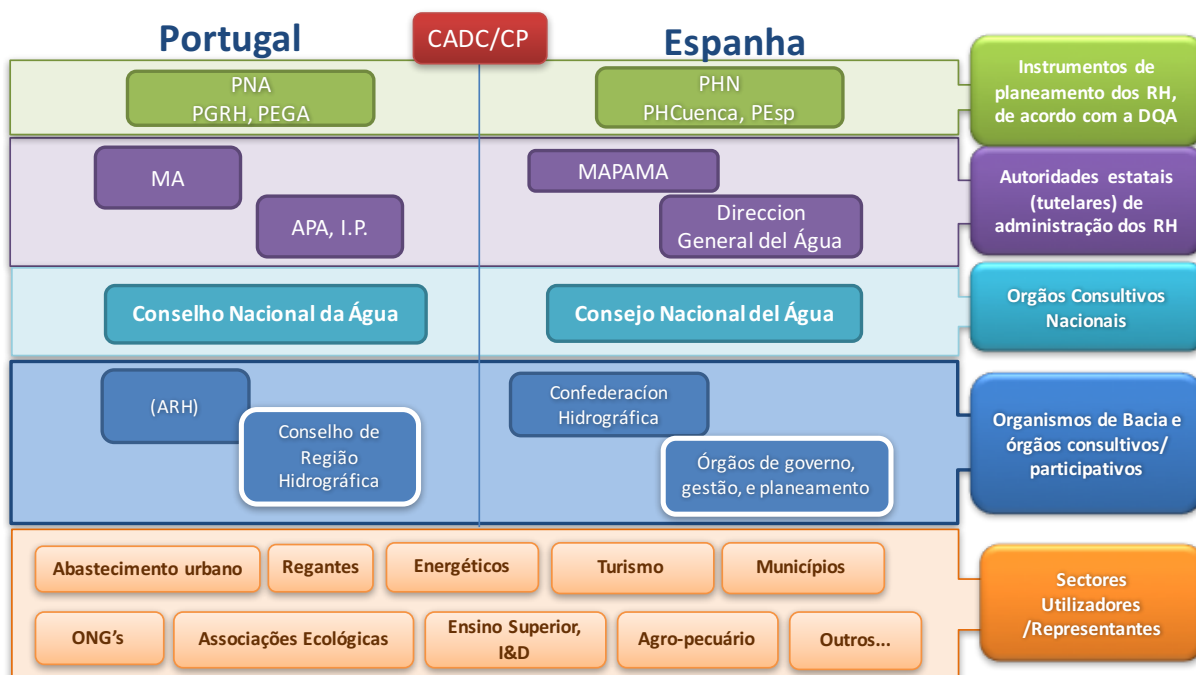 Portugal
CADC/CP
Espanha
PNA
PGRH, PEGA
PHN
PHCuenca, PEsp
Instrumentos de
planeamento dos RH,
de acordo com a DQA
MA
APA, I.P.
MAPAMA
Direccion
General del Água
Autoridades estatais
(tutelares) de
administração dos RH
Conselho Nacional da Água
Consejo Nacional del Água
Orgãos Consultivos
Nacionais
(ARH)
Conselho de
Região
Hidrográfica
Confederacíon
Hidrográfica
Órgãos de governo,
gestão, e planeamento
Organismos de Bacia e
órgãos consultivos/
participativos
Abastecimento urbano
Regantes
Energéticos
Turismo
Municípios
ONG's
Associações Ecológicas
Ensino Superior,
I&D
Agro-pecuário
Outros...
Sectores
Utilizadores
/Representantes